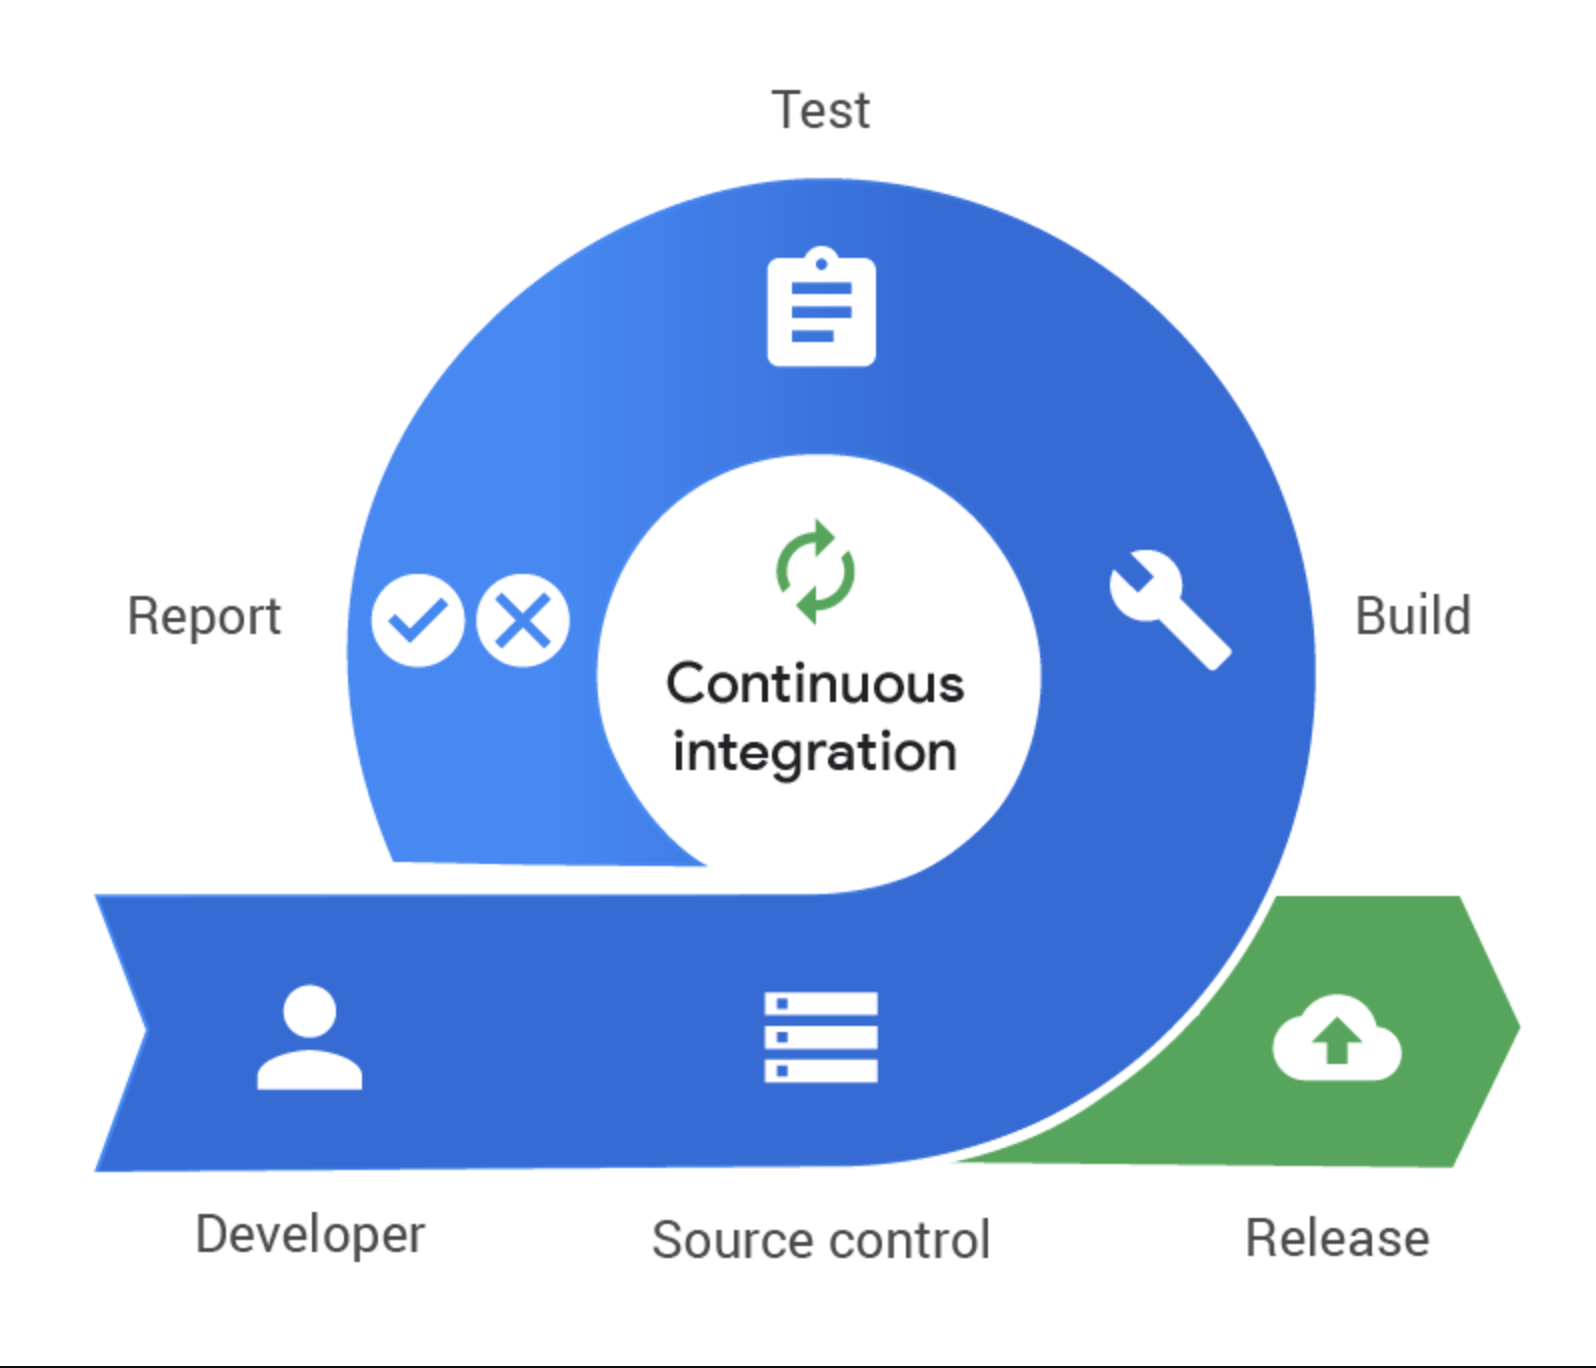 Test
Report
Build
Continuous
integration
Developer
Source control
Release